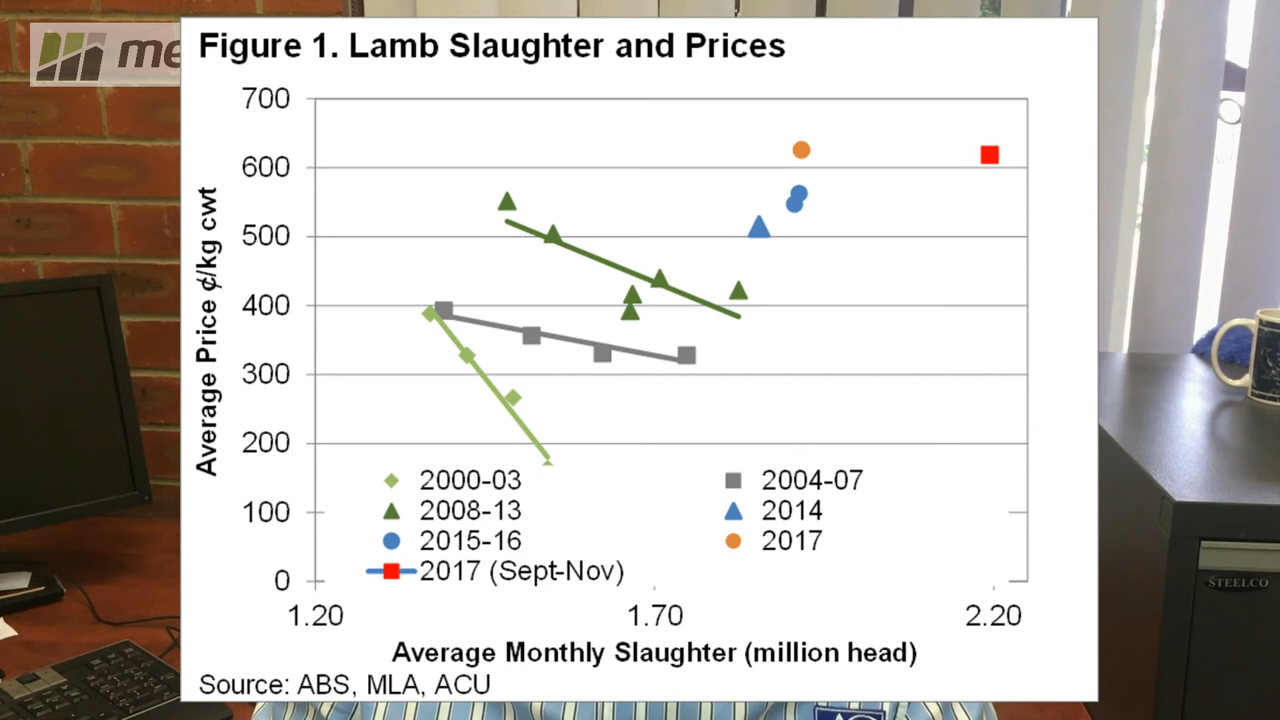 Figure 1. Lamb Slaughter and Prices
me
700
600
500
400
300
200
100
0
Average Price ¢/kg cwt
2000-03
2004-07
2008-13
2014
2015-16
2017
2017 (Sept-Nov)
1.20
1.70
2.20
Average Monthly Slaughter (million head)
Source: ABS, MLA, ACU
STEELCO